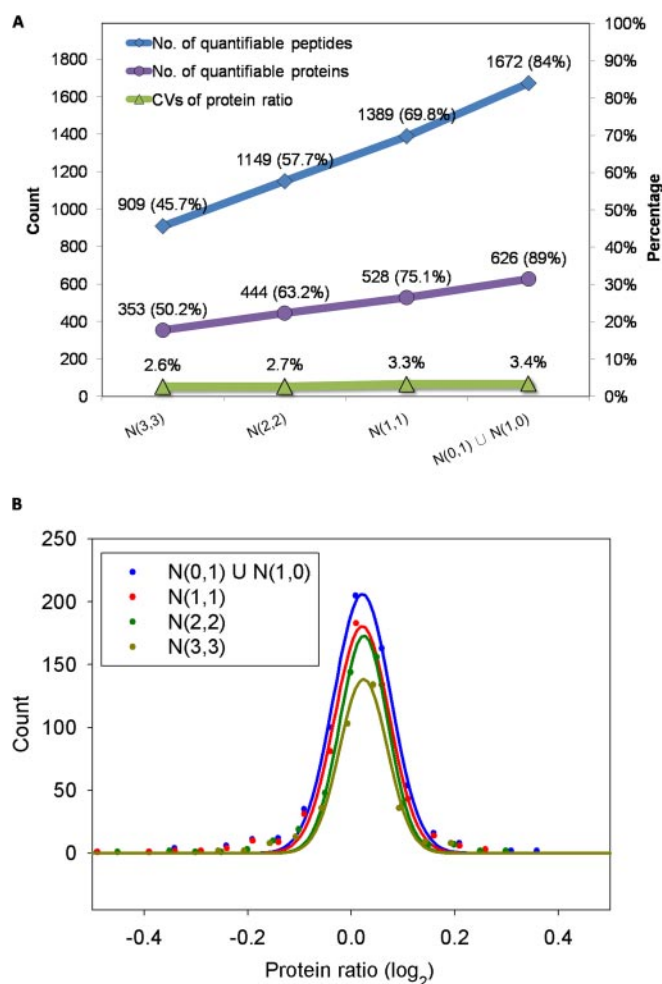 A
No. of quantifiable peptides
No. of quantifiable proteins
CVs of protein ratio
1800
1600
1400
1200
1000
800
600
400
200
0
Count
100%
90%
80%
70%
60%
50%
40%
30%
20%
10%
0%
Percentage
909 (45.7%)
1149 (57.7%)
1389 (69.8%)
1672 (84%)
353 (50.2%)
444 (63.2%)
528 (75.1%)
626 (89%)
2.6%
2.7%
3.3%
3.4%
N(3,3)
N(2,2)
N(1,1)
N(0,1) ∪ N(1,0)
B
N(0,1) U N(1,0)
N(1,1)
N(2,2)
N(3,3)
250
200
150
100
50
0
Count
-0.4
-0.2
0.0
0.2
0.4
Protein ratio (log₂)